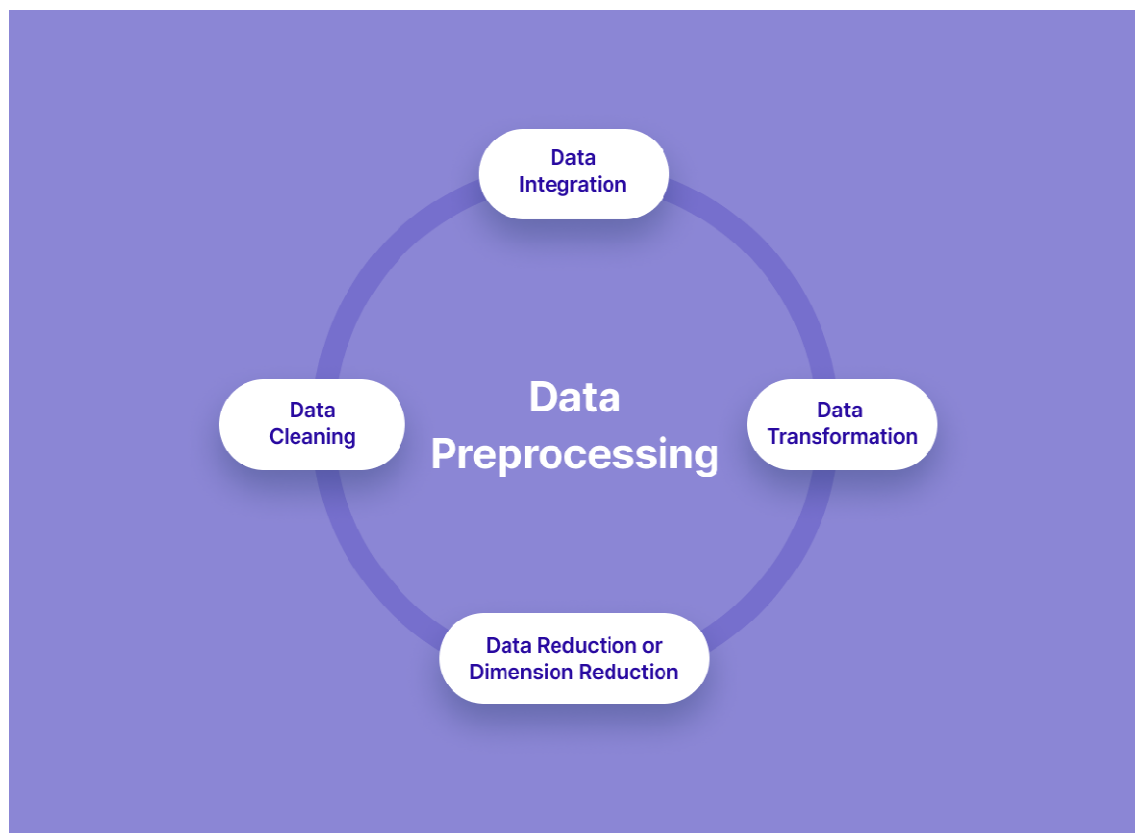 Data
Integration
Data
Cleaning
Data
Preprocessing
Data
Transformation
Data Reduction or
Dimension Reduction